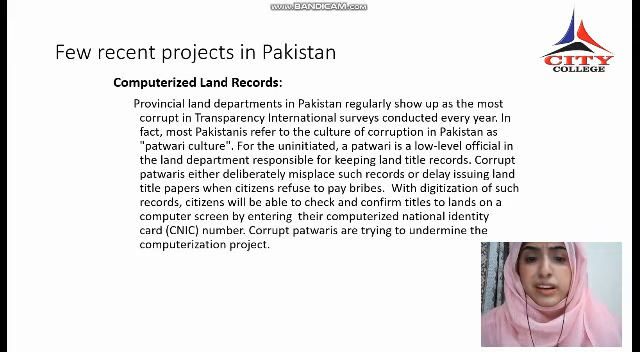 www.BANDICAM.com
Few recent projects in Pakistan
CITY
COLLEGE
Computerized Land Records:
Provincial land departments in Pakistan regularly show up as the most
corrupt in Transparency International surveys conducted every year. In
fact, most Pakistanis refer to the culture of corruption in Pakistan as
"patwari culture". For the uninitiated, a patwari is a low-level official in
the land department responsible for keeping land title records. Corrupt
patwaris either deliberately misplace such records or delay issuing land
title papers when citizens refuse to pay bribes. With digitization of such
records, citizens will be able to check and confirm titles to lands on a
computer screen by entering their computerized national identity
card (CNIC) number. Corrupt patwaris are trying to undermine the
computerization project.